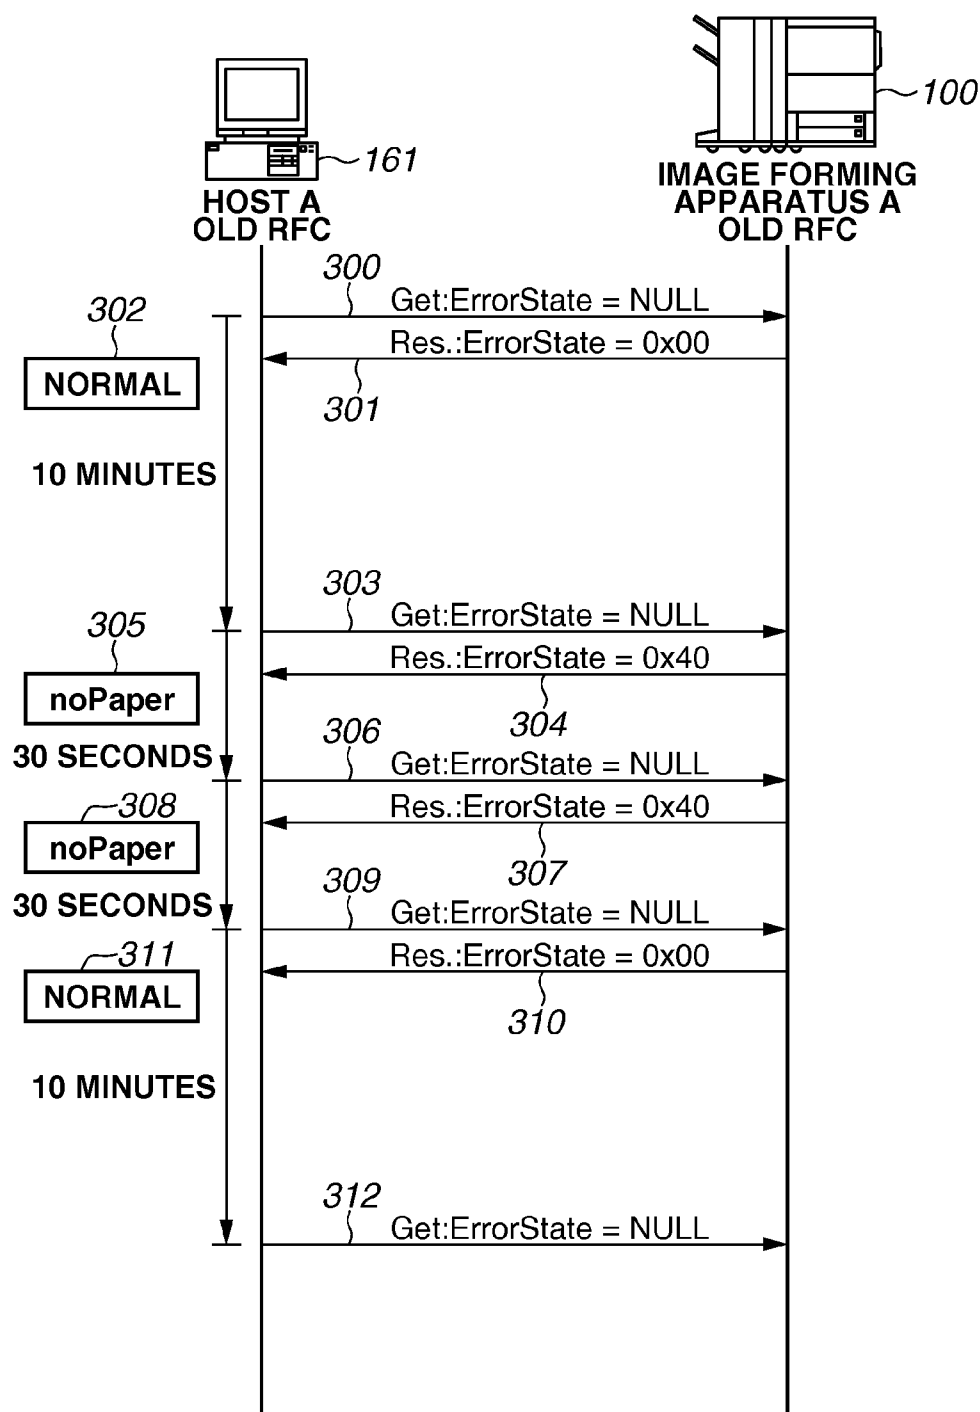 100
161
HOST A
OLD RFC
IMAGE FORMING
APPARATUS A
OLD RFC
300
Get:ErrorState = NULL
302
Res.:ErrorState = 0x00
NORMAL
301
10 MINUTES
303
Get:ErrorState = NULL
305
Res.:ErrorState = 0x40
noPaper
304
306
30 SECONDS
Get:ErrorState = NULL
308
Res.:ErrorState = 0x40
noPaper
307
309
30 SECONDS
Get:ErrorState = NULL
311
Res.:ErrorState = 0x00
NORMAL
310
10 MINUTES
312
Get:ErrorState = NULL